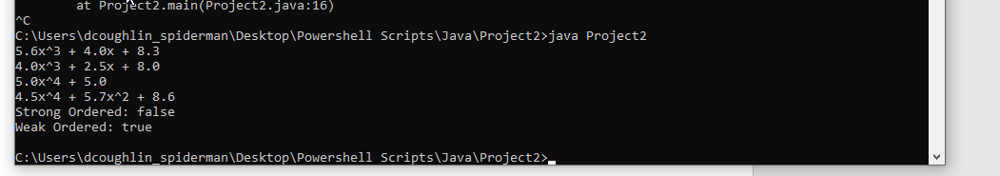 at Project2.main(Project2.java:16)
^C
C:\Users\dcoughlin_spiderman\Desktop\Powershell Scripts\Java\Project2>java Project2
5.6x^3 + 4.0x + 8.3
4.0x^3 + 2.5x + 8.0
5.0x^4 + 5.0
4.5x^4 + 5.7x^2 + 8.6
Strong Ordered: false
Weak Ordered: true
C:\Users\dcoughlin_spiderman\Desktop\Powershell Scripts\Java\Project2>